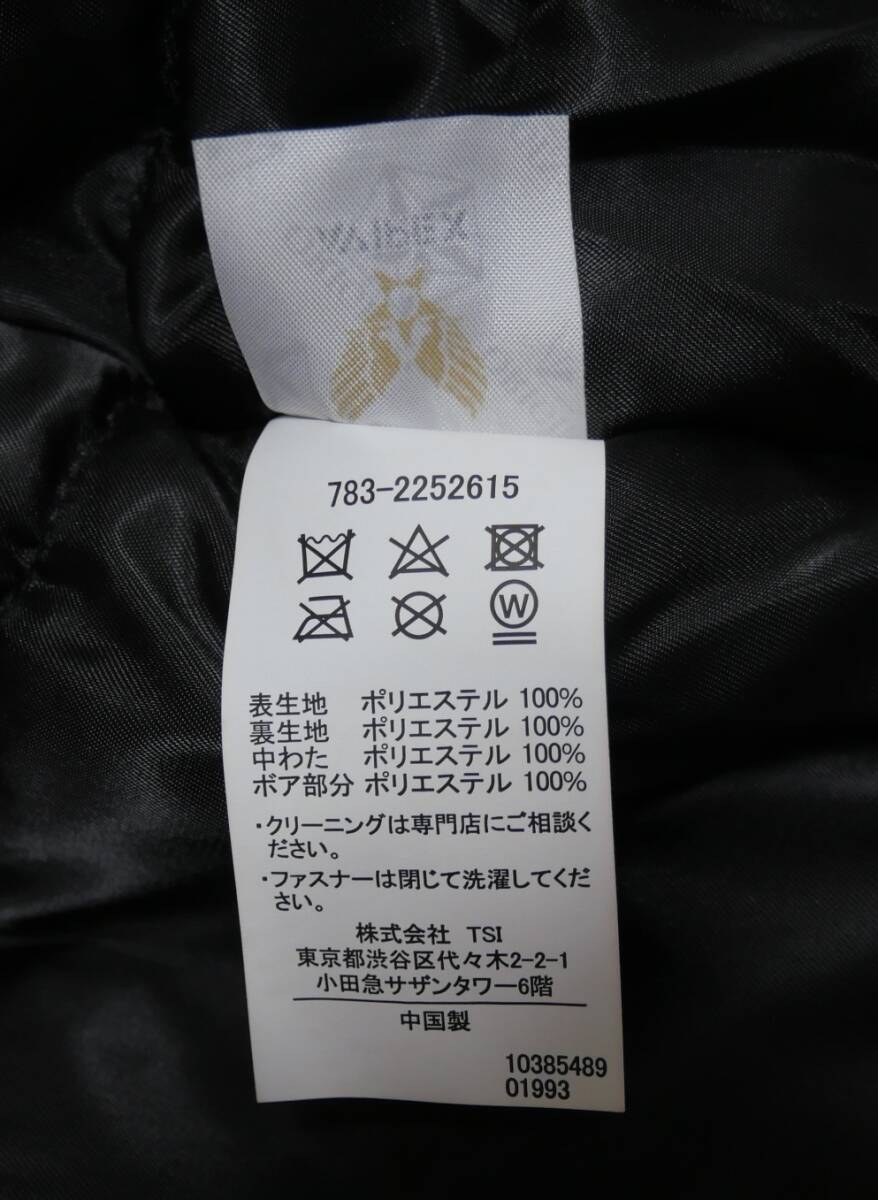 783-2252615
W
表生地 ポリエステル 100%
裏生地 ポリエステル 100%
中わた ポリエステル 100%
ボア部分 ポリエステル 100%
・クリーニングは専門店にご相談く
ださい。
・ファスナーは閉じて洗濯してくだ
さい。
株式会社 TSI
東京都渋谷区代々木2-2-1
小田急サザンタワー6階
中国製
10385489
01993